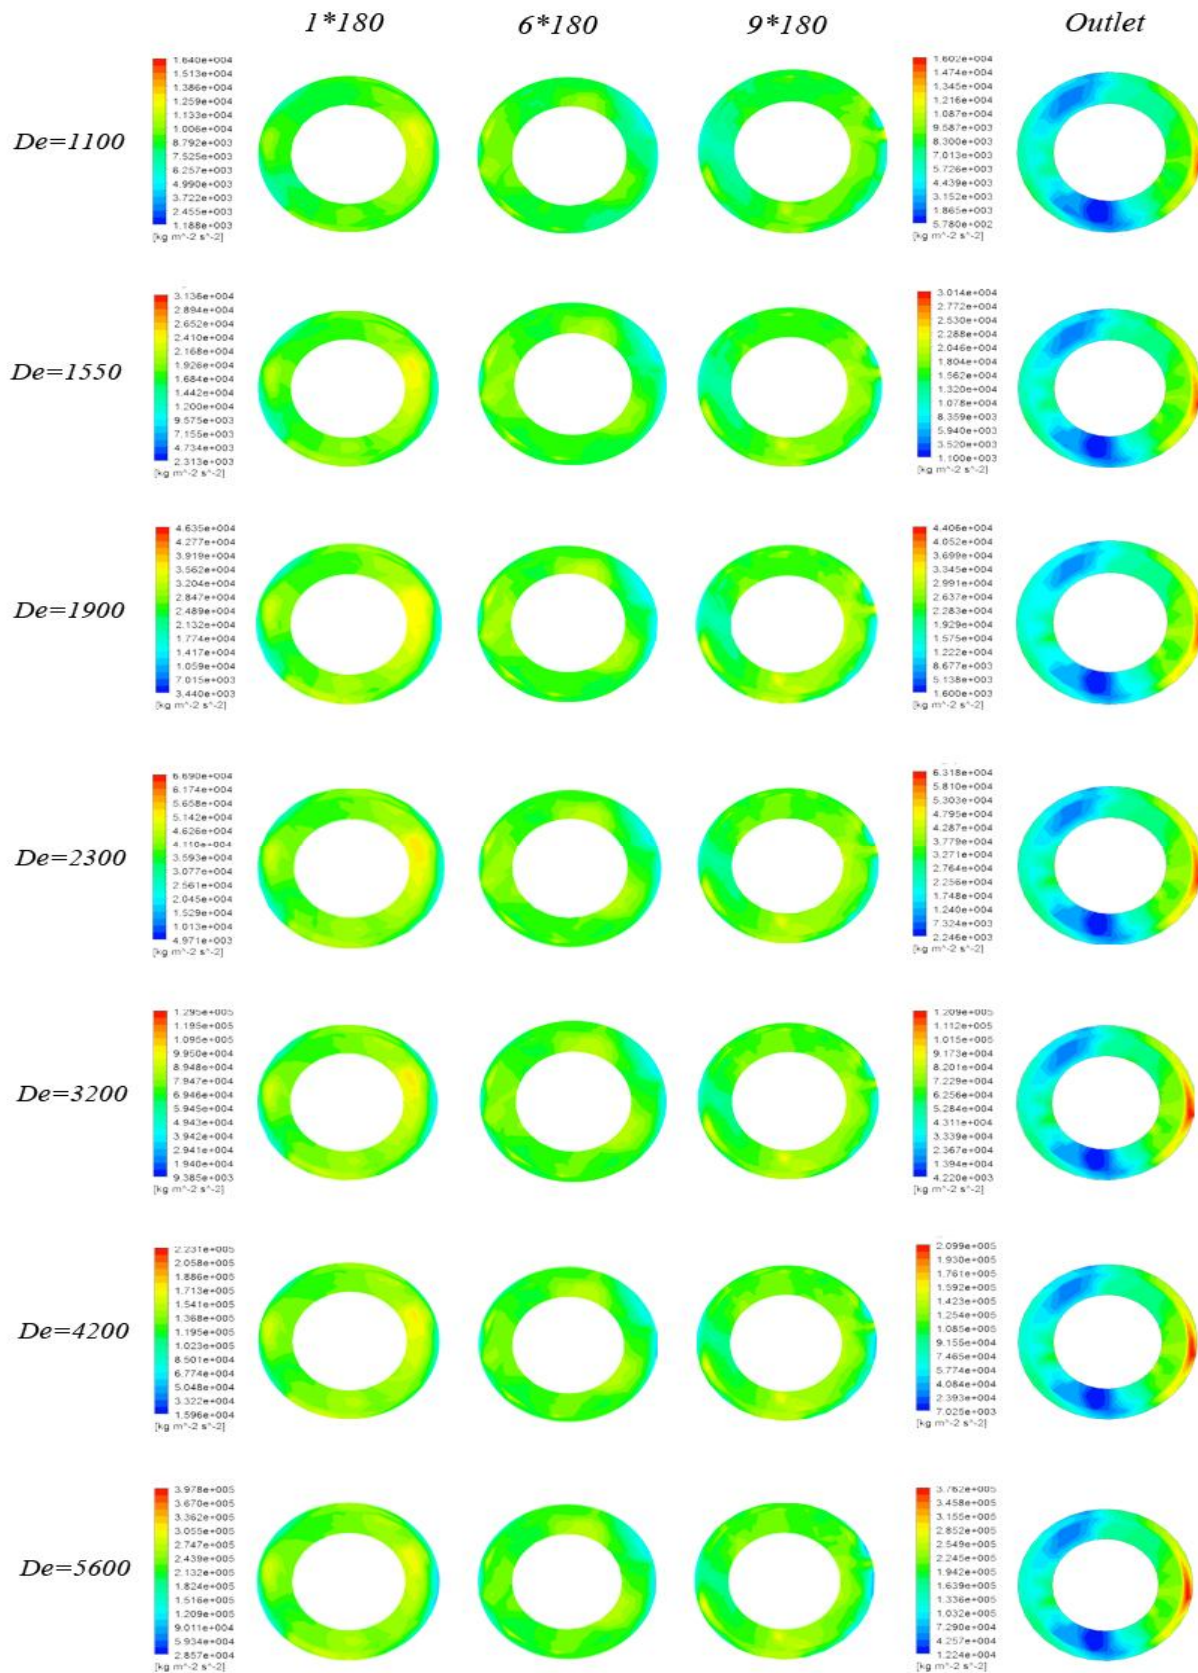 1*180 6*180 9*180 Outlet
De=1100
1.640e+004
1.513e+004
1.386e+004
1.259e+004
1.133e+004
1.006e+004
8.792e+003
7.525e+003
6.257e+003
4.990e+003
3.722e+003
2.455e+003
1.188e+003
[kg m^-2 s^-2]
1.602e+004
1.474e+004
1.345e+004
1.216e+004
1.087e+004
9.587e+003
8.300e+003
7.013e+003
5.726e+003
4.439e+003
3.152e+003
1.865e+003
5.780e+002
[kg m^-2 s^-2]
De=1550
3.136e+004
2.894e+004
2.652e+004
2.410e+004
2.168e+004
1.926e+004
1.684e+004
1.442e+004
1.200e+004
9.575e+003
7.155e+003
4.734e+003
2.313e+003
[kg m^-2 s^-2]
3.014e+004
2.772e+004
2.530e+004
2.288e+004
2.046e+004
1.804e+004
1.562e+004
1.320e+004
1.078e+004
8.359e+003
5.940e+003
3.520e+003
1.100e+003
[kg m^-2 s^-2]
De=1900
4.635e+004
4.277e+004
3.919e+004
3.562e+004
3.204e+004
2.847e+004
2.489e+004
2.132e+004
1.774e+004
1.417e+004
1.059e+004
7.015e+003
3.440e+003
[kg m^-2 s^-2]
4.406e+004
4.052e+004
3.699e+004
3.345e+004
2.991e+004
2.637e+004
2.283e+004
1.929e+004
1.575e+004
1.222e+004
8.677e+003
5.138e+003
1.600e+003
[kg m^-2 s^-2]
De=2300
6.690e+004
6.174e+004
5.658e+004
5.142e+004
4.626e+004
4.110e+004
3.593e+004
3.077e+004
2.561e+004
2.045e+004
1.529e+004
1.013e+004
4.971e+003
[kg m^-2 s^-2]
6.318e+004
5.810e+004
5.303e+004
4.795e+004
4.287e+004
3.779e+004
3.271e+004
2.764e+004
2.256e+004
1.748e+004
1.240e+004
7.324e+003
2.246e+003
[kg m^-2 s^-2]
De=3200
1.295e+005
1.195e+005
1.095e+005
9.950e+004
8.948e+004
7.947e+004
6.946e+004
5.945e+004
4.943e+004
3.942e+004
2.941e+004
1.940e+004
9.385e+003
[kg m^-2 s^-2]
1.209e+005
1.112e+005
1.015e+005
9.173e+004
8.201e+004
7.229e+004
6.256e+004
5.284e+004
4.311e+004
3.339e+004
2.367e+004
1.394e+004
4.220e+003
[kg m^-2 s^-2]
De=4200
2.231e+005
2.058e+005
1.886e+005
1.713e+005
1.541e+005
1.368e+005
1.195e+005
1.023e+005
8.501e+004
6.774e+004
5.048e+004
3.322e+004
1.596e+004
[kg m^-2 s^-2]
2.099e+005
1.930e+005
1.761e+005
1.592e+005
1.423e+005
1.254e+005
1.085e+005
9.155e+004
7.465e+004
5.774e+004
4.084e+004
2.393e+004
7.025e+003
[kg m^-2 s^-2]
De=5600
3.978e+005
3.670e+005
3.362e+005
3.055e+005
2.747e+005
2.439e+005
2.132e+005
1.824e+005
1.516e+005
1.209e+005
9.011e+004
5.934e+004
2.857e+004
[kg m^-2 s^-2]
3.762e+005
3.458e+005
3.155e+005
2.852e+005
2.549e+005
2.245e+005
1.942e+005
1.639e+005
1.336e+005
1.032e+005
7.290e+004
4.257e+004
1.224e+004
[kg m^-2 s^-2]